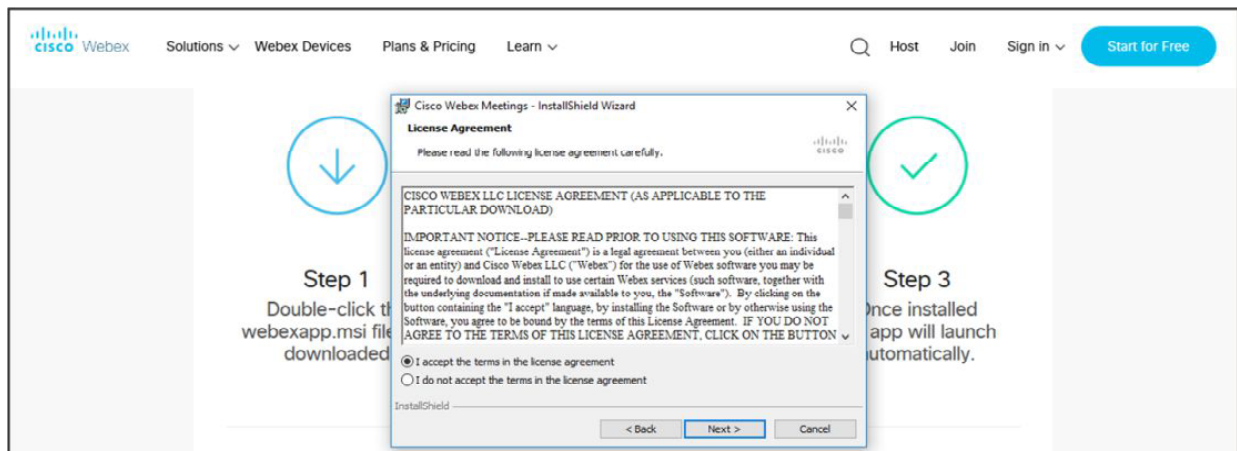 CISCO Webex Solutions Webex Devices Plans & Pricing Learn Host Join Sign in Start for Free
Cisco Webex Meetings - InstallShield Wizard
License Agreement
Please read the following license agreement carefully.
CISCO
CISCO WEBEX LLC LICENSE AGREEMENT (AS APPLICABLE TO THE
PARTICULAR DOWNLOAD)
IMPORTANT NOTICE--PLEASE READ PRIOR TO USING THIS SOFTWARE: This
license agreement ("License Agreement") is a legal agreement between you (either an individual
or an entity) and Cisco Webex LLC ("Webex") for the use of Webex software you may be
required to download and install to use certain Webex services (such software, together with
the underlying documentation if made available to you, the "Software"). By clicking on the
button containing the "I accept" language, by installing the Software or by otherwise using the
Software, you agree to be bound by the terms of this License Agreement. IF YOU DO NOT
AGREE TO THE TERMS OF THIS LICENSE AGREEMENT, CLICK ON THE BUTTON
I accept the terms in the license agreement
I do not accept the terms in the license agreement
InstallShield
< Back Next > Cancel
Step 1
Double-click
webexapp.msi
downloaded
Step 3
installed
app will launch
automatically.